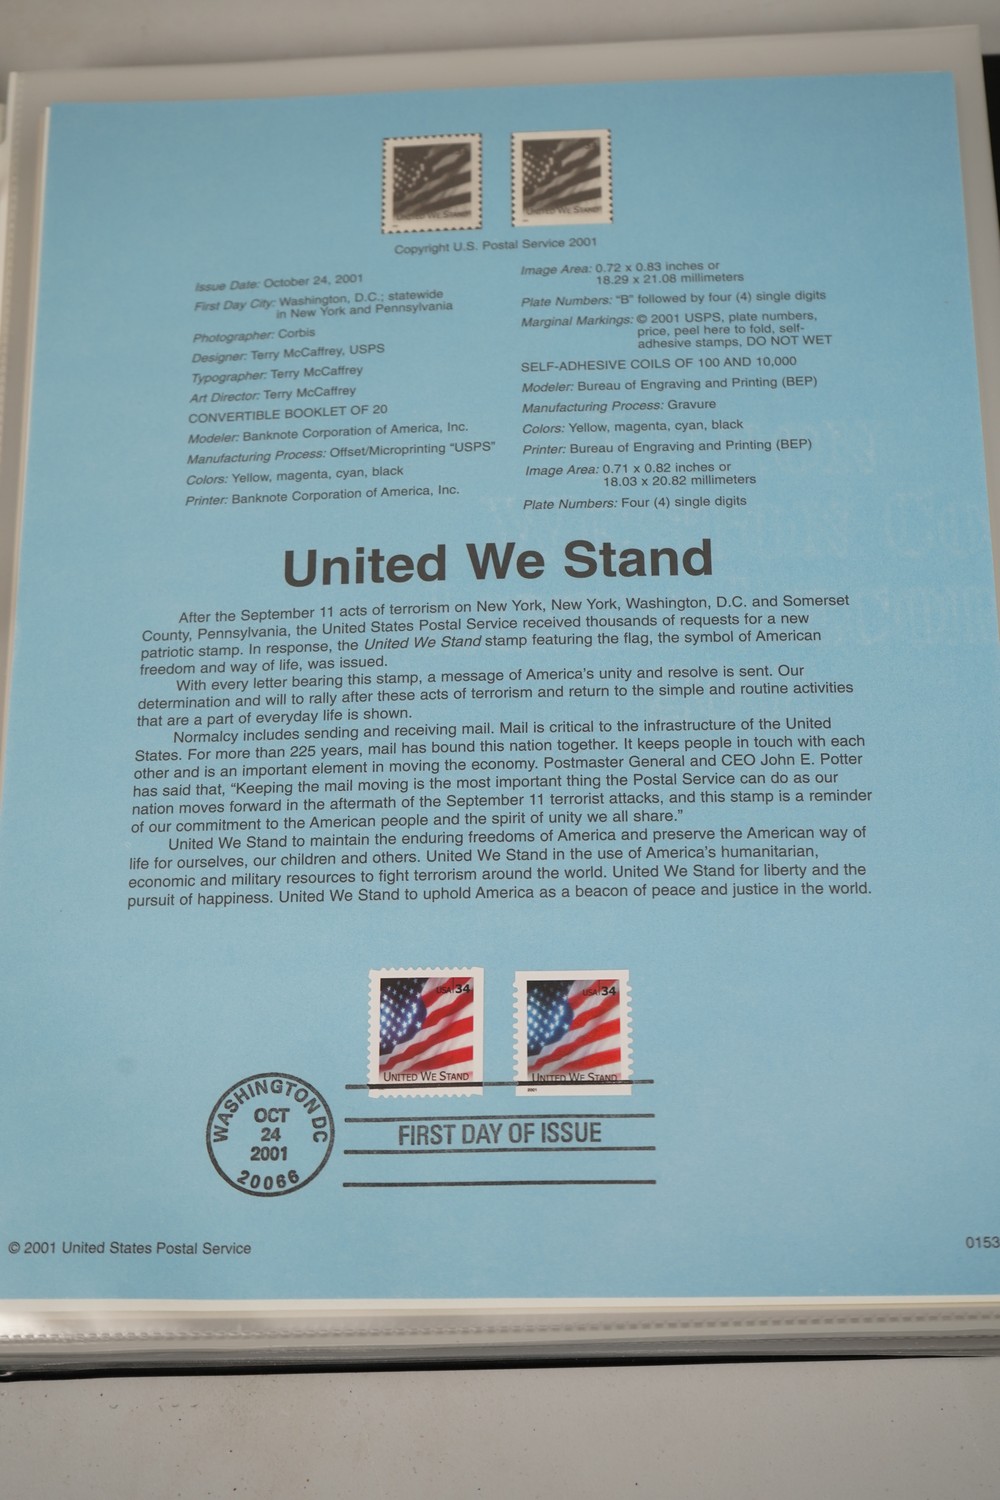 UNITED WE STAND
UNITED WE STAND
Copyright U.S. Postal Service 2001
Issue Date: October 24, 2001
First Day City: Washington, D.C.; statewide
in New York and Pennsylvania
Photographer: Corbis
Designer: Terry McCaffrey, USPS
Typographer: Terry McCaffrey
Art Director: Terry McCaffrey
CONVERTIBLE BOOKLET OF 20
Modeler: Banknote Corporation of America, Inc.
Manufacturing Process: Offset/Microprinting “USPS”
Colors: Yellow, magenta, cyan, black
Printer: Banknote Corporation of America, Inc.
Image Area: 0.72 x 0.83 inches or
18.29 x 21.08 millimeters
Plate Numbers: “B” followed by four (4) single digits
Marginal Markings: © 2001 USPS, plate numbers,
price, peel here to fold, self-
adhesive stamps, DO NOT WET
SELF-ADHESIVE COILS OF 100 AND 10,000
Modeler: Bureau of Engraving and Printing (BEP)
Manufacturing Process: Gravure
Colors: Yellow, magenta, cyan, black
Printer: Bureau of Engraving and Printing (BEP)
Image Area: 0.71 x 0.82 inches or
18.03 x 20.82 millimeters
Plate Numbers: Four (4) single digits
United We Stand
After the September 11 acts of terrorism on New York, New York, Washington, D.C. and Somerset
County, Pennsylvania, the United States Postal Service received thousands of requests for a new
patriotic stamp. In response, the United We Stand stamp featuring the flag, the symbol of American
freedom and way of life, was issued.
With every letter bearing this stamp, a message of America’s unity and resolve is sent. Our
determination and will to rally after these acts of terrorism and return to the simple and routine activities
that are a part of everyday life is shown.
Normalcy includes sending and receiving mail. Mail is critical to the infrastructure of the United
States. For more than 225 years, mail has bound this nation together. It keeps people in touch with each
other and is an important element in moving the economy. Postmaster General and CEO John E. Potter
has said that, “Keeping the mail moving is the most important thing the Postal Service can do as our
nation moves forward in the aftermath of the September 11 terrorist attacks, and this stamp is a reminder
of our commitment to the American people and the spirit of unity we all share.”
United We Stand to maintain the enduring freedoms of America and preserve the American way of
life for ourselves, our children and others. United We Stand in the use of America’s humanitarian,
economic and military resources to fight terrorism around the world. United We Stand for liberty and the
pursuit of happiness. United We Stand to uphold America as a beacon of peace and justice in the world.
USA 34
UNITED WE STAND
USA 34
UNITED WE STAND
2001
WASHINGTON DC
OCT
24
2001
20066
FIRST DAY OF ISSUE
© 2001 United States Postal Service
0153